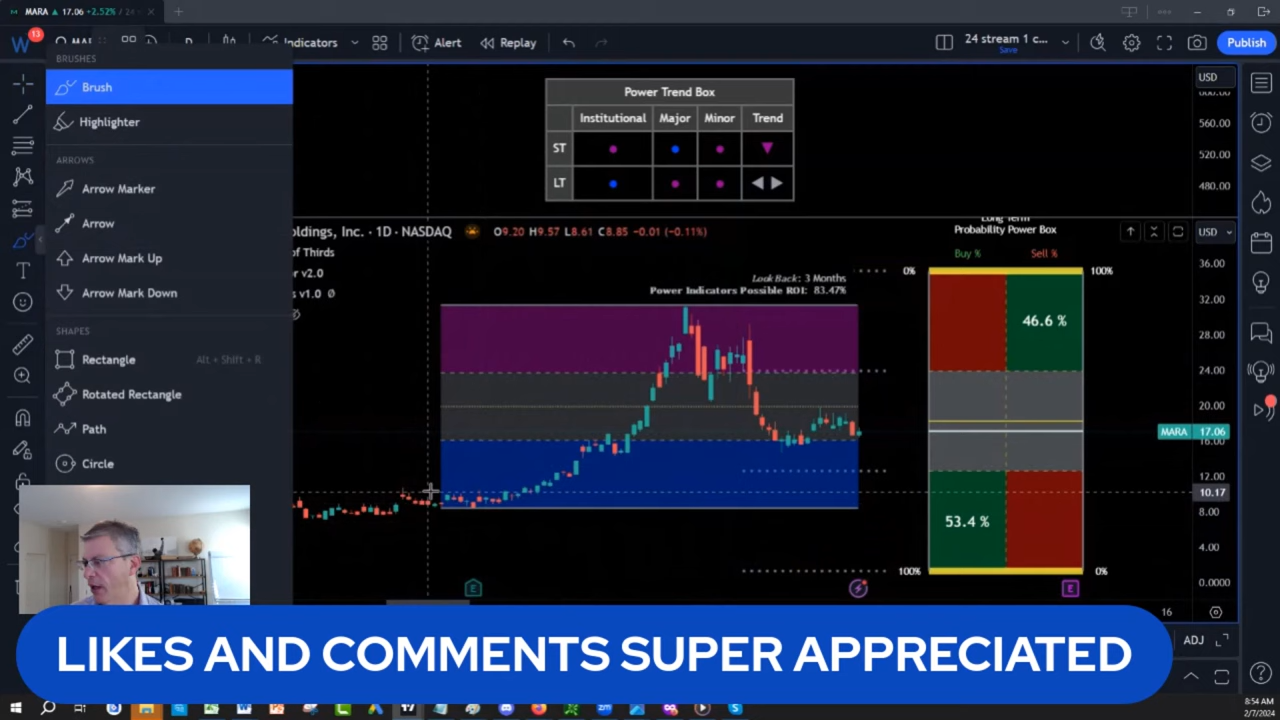 MARA ▲ 17.06 +2.52% / 24
13
D
Indicators
Alert
Replay
24 stream 1 c...
Save
Publish
BRUSHES
Brush
Highlighter
ARROWS
Arrow Marker
Arrow
Arrow Mark Up
Arrow Mark Down
SHAPES
Rectangle
Alt + Shift + R
Rotated Rectangle
Path
Circle
Power Trend Box
Institutional Major Minor Trend
ST
LT
USD
560.00
520.00
480.00
oldings, Inc. · 1D · NASDAQ
O9.20 H9.57 L8.61 C8.85 -0.01 (-0.11%)
of Thirds
r v2.0
s v1.0
Look Back: 3 Months
Power Indicators Possible ROI: 83.47%
Long Term
Probability Power Box
Buy % Sell %
0%
100%
46.6 %
53.4 %
100%
0%
USD
36.00
32.00
28.00
24.00
20.00
MARA 17.06
16.00
12.00
10.17
8.00
4.00
0.0000
E
E
16
ADJ
LIKES AND COMMENTS SUPER APPRECIATED
8:54 AM
2/7/2024